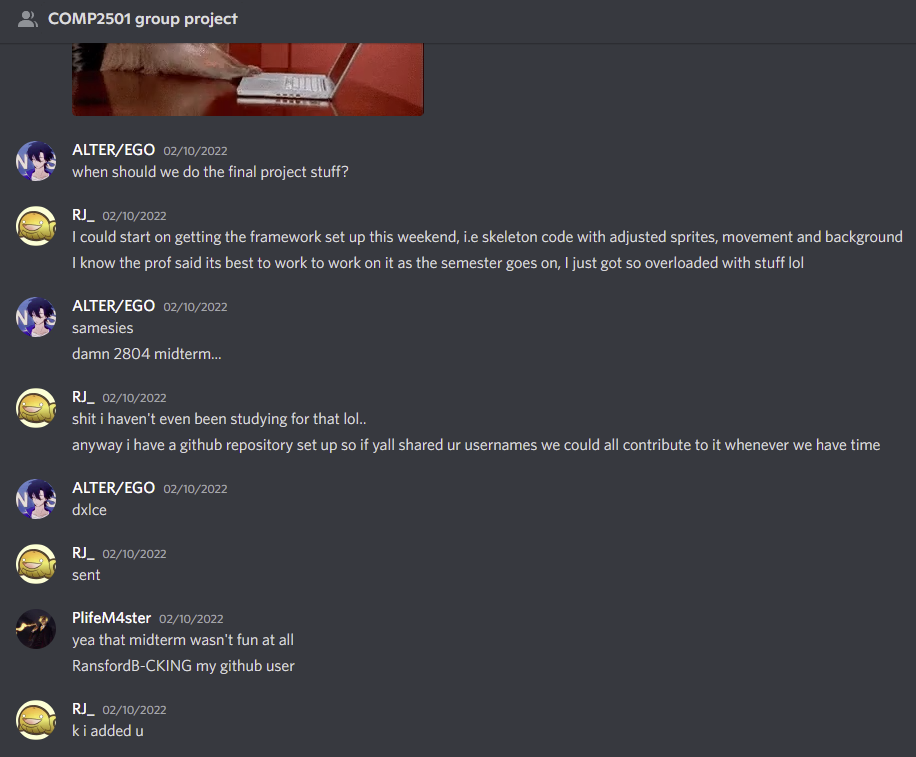 COMP2501 group project
ALTER/EGO 02/10/2022
when should we do the final project stuff?
RJ_ 02/10/2022
I could start on getting the framework set up this weekend, i.e skeleton code with adjusted sprites, movement and background
I know the prof said its best to work to work on it as the semester goes on, I just got so overloaded with stuff lol
ALTER/EGO 02/10/2022
samesies
damn 2804 midterm...
RJ_ 02/10/2022
shit i haven't even been studying for that lol..
anyway i have a github repository set up so if yall shared ur usernames we could all contribute to it whenever we have time
ALTER/EGO 02/10/2022
dxlce
RJ_ 02/10/2022
sent
PlifeM4ster 02/10/2022
yea that midterm wasn't fun at all
RansfordB-CKING my github user
RJ_ 02/10/2022
k i added u